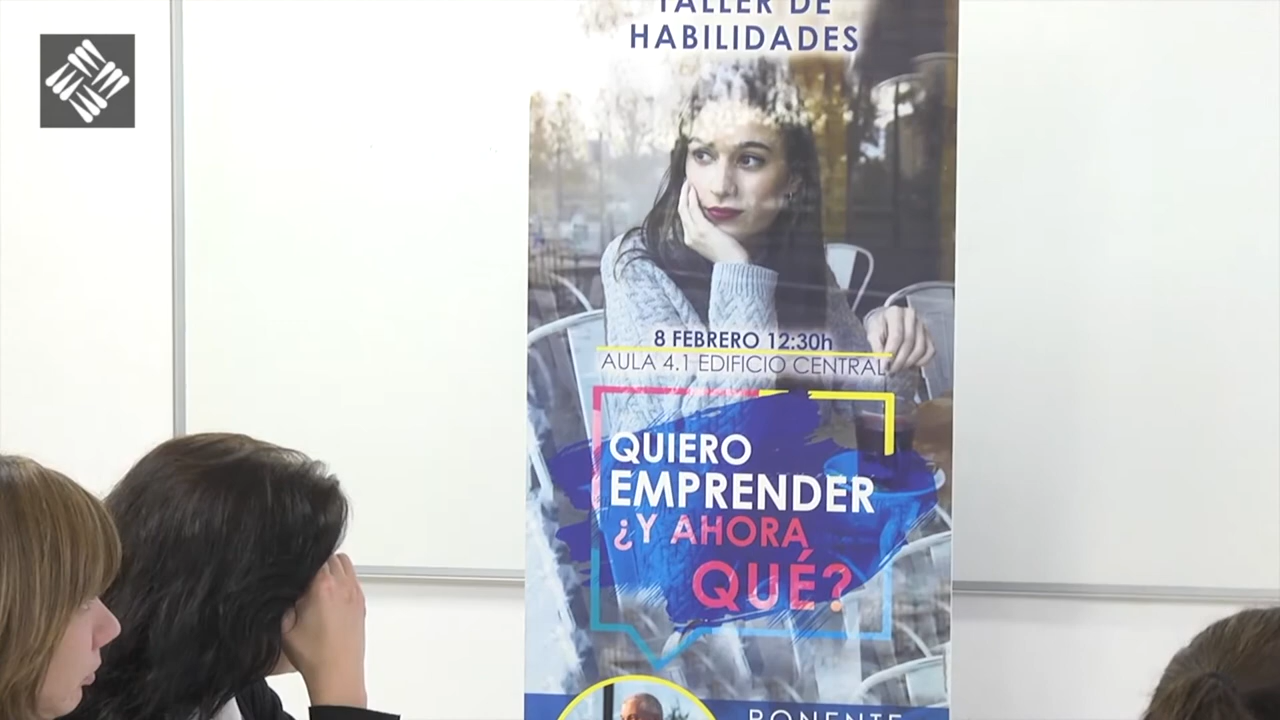 TALLER DE
HABILIDADES
8 FEBRERO 12:30h
AULA 4.1 EDIFICIO CENTRAL
QUIERO
EMPRENDER
¿Y AHORA
QUÉ?
PONENTE